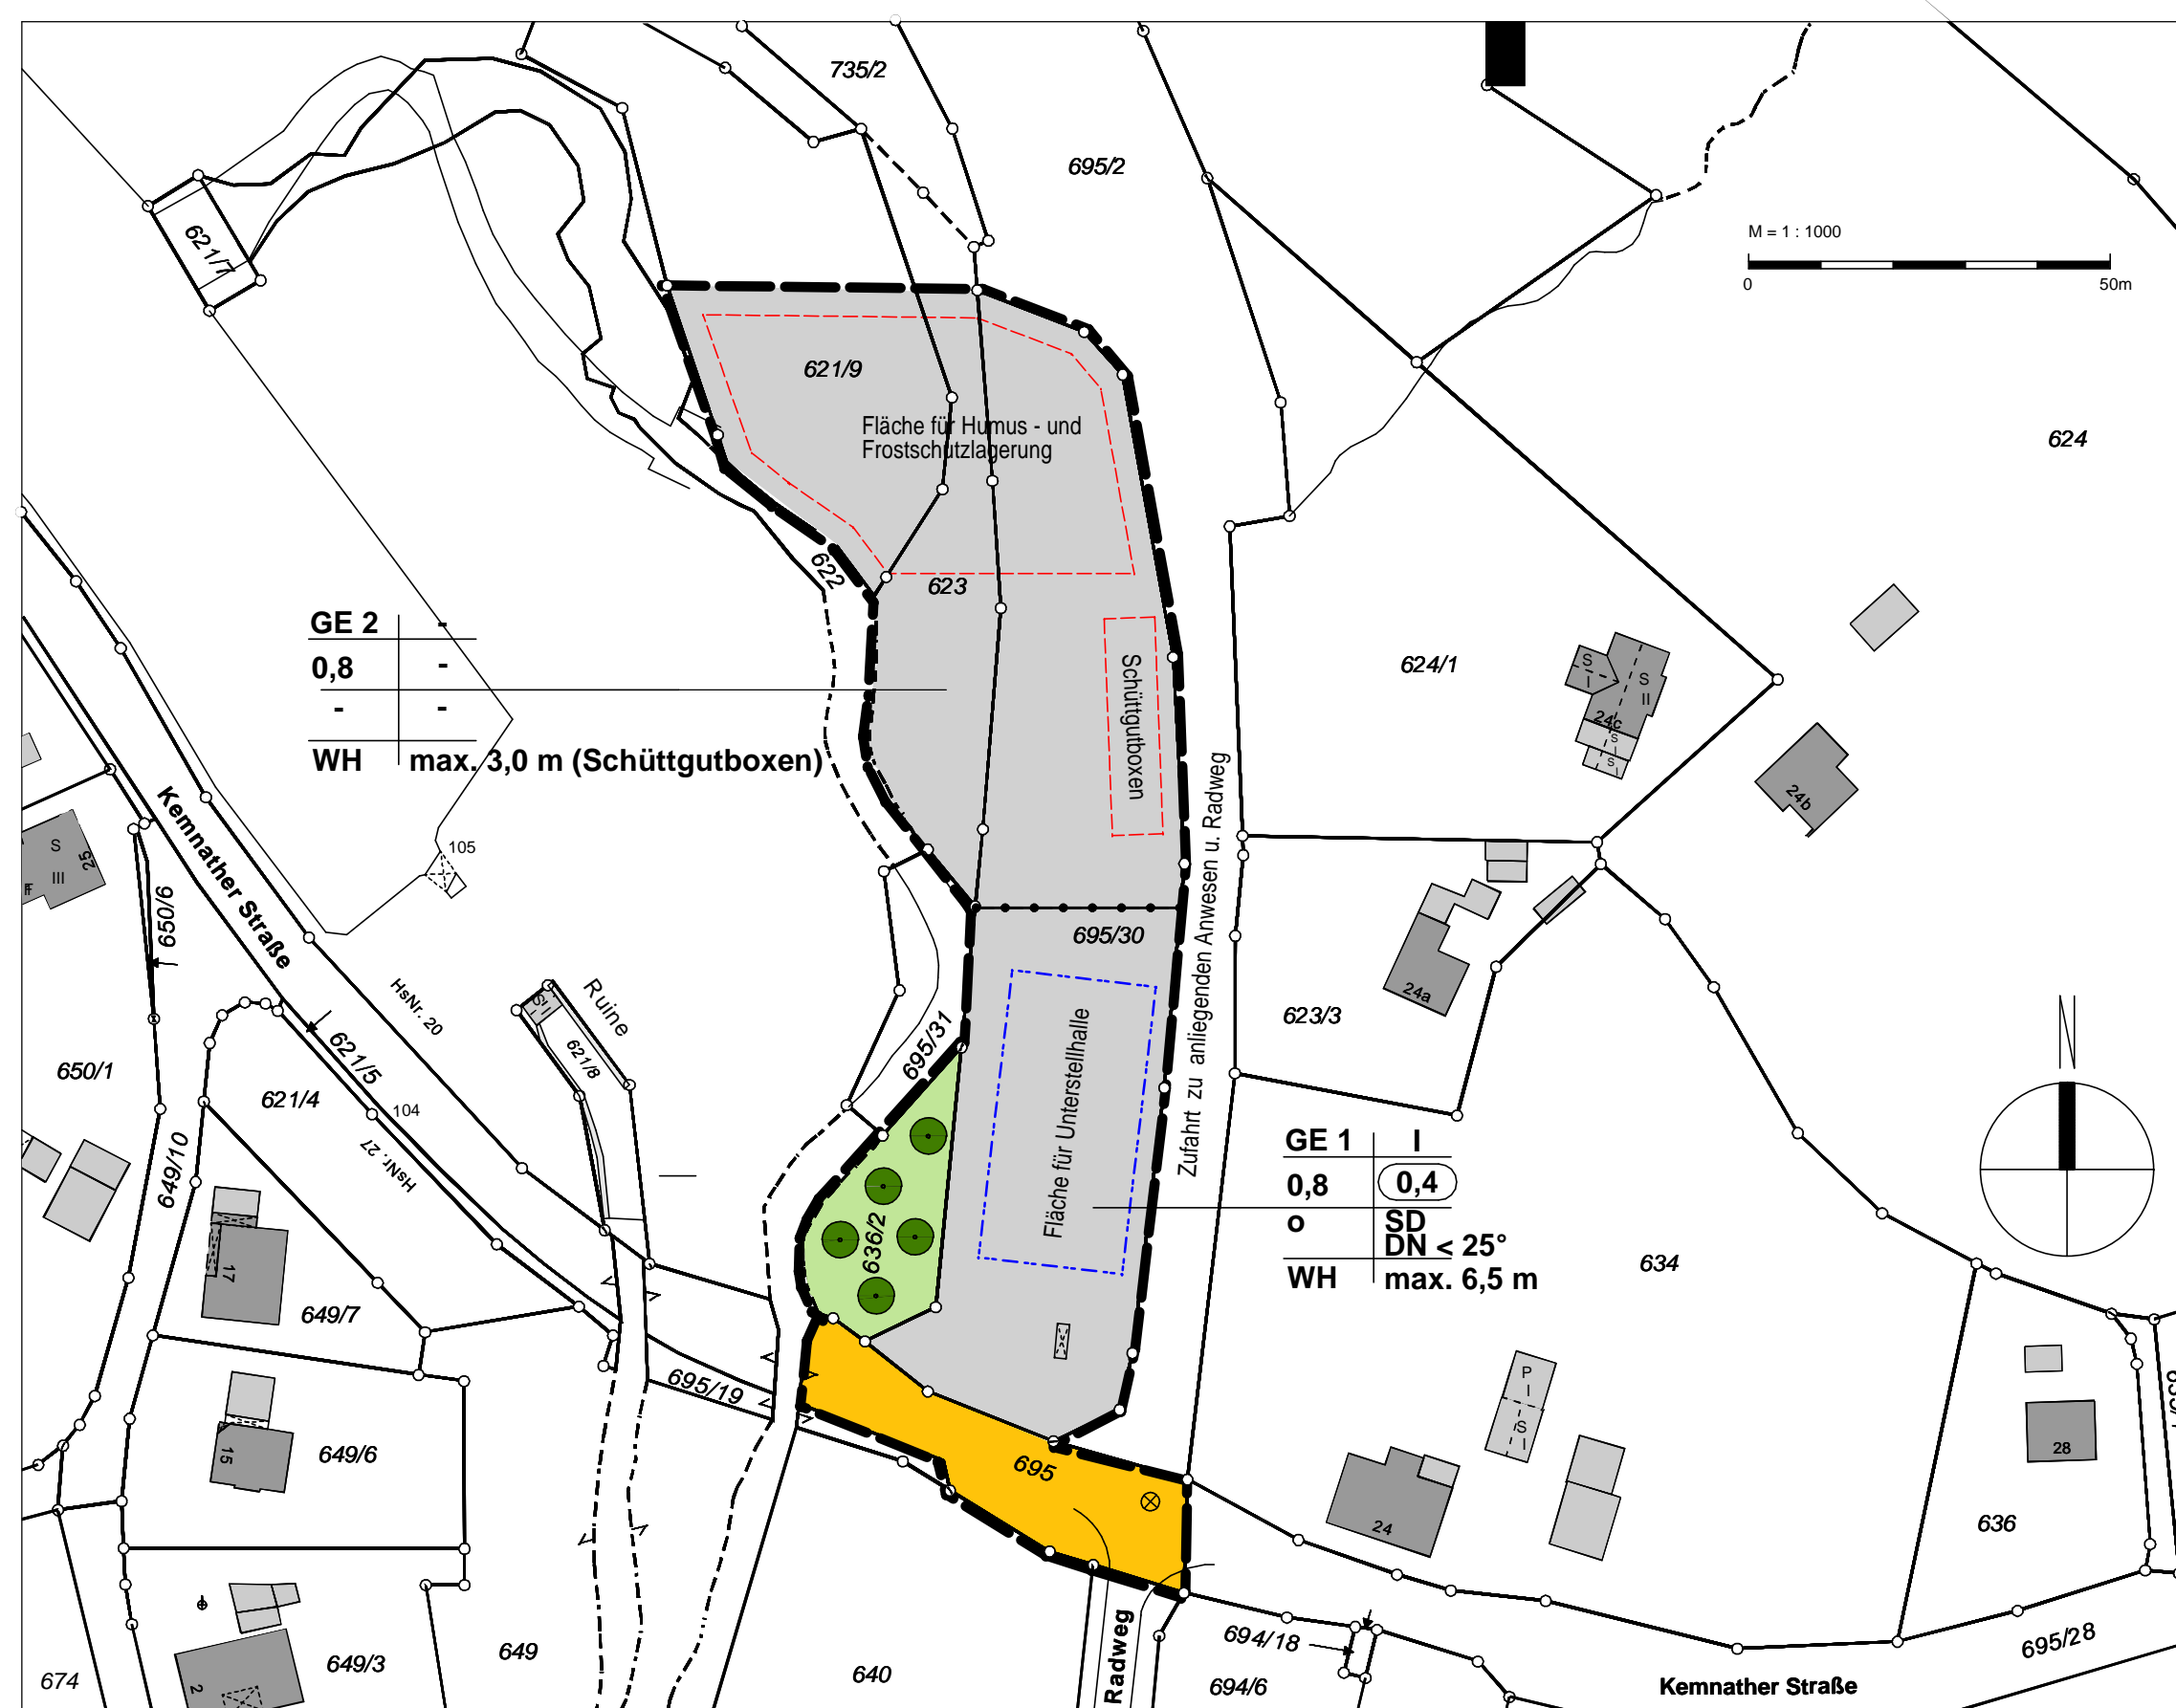 735/2
695/2
M = 1 : 1000
0
50m
621/7
621/9
Fläche für Humus - und
Frostschutzlagerung
624
622
623
GE 2
-
0,8
-
-
-
WH
max. 3,0 m (Schüttgutboxen)
Schüttgutboxen
624/1
S
I
S
II
24c
S
I
S
I
24b
Zufahrt zu anliegenden Anwesen u. Radweg
Kemnather Straße
105
S
III
25
650/6
695/30
24a
623/3
HsNr. 20
Ruine
SII
621/8
695/31
621/5
650/1
621/4
104
HsNr. 27
649/10
Fläche für Unterstellhalle
GE 1
I
0,8
0,4
o
SD
DN < 25°
WH
max. 6,5 m
636/2
634
17
649/7
695/19
P
I
S
I
15
649/6
695
24
28
636
649/3
649
674
2
640
Radweg
694/18
694/6
695/28
Kemnather Straße